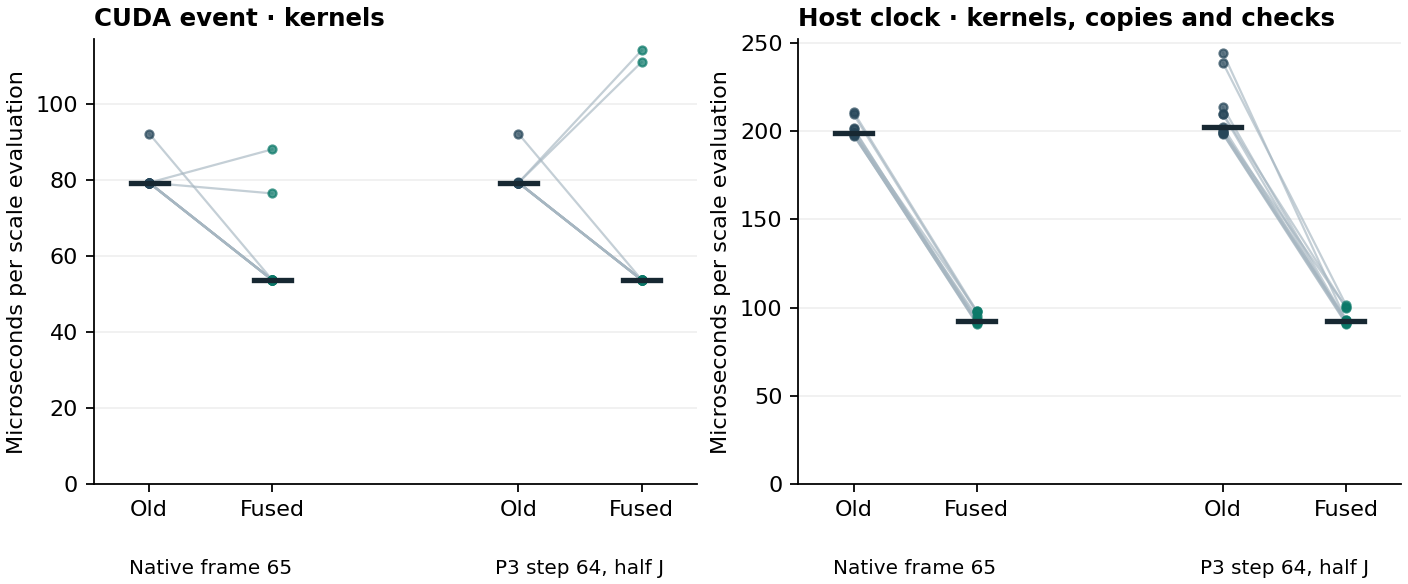 CUDA event · kernels
Microseconds per scale evaluation
100
80
60
40
20
0
Old
Fused
Old
Fused
Native frame 65
P3 step 64, half J
Host clock · kernels, copies and checks
Microseconds per scale evaluation
250
200
150
100
50
0
Old
Fused
Old
Fused
Native frame 65
P3 step 64, half J